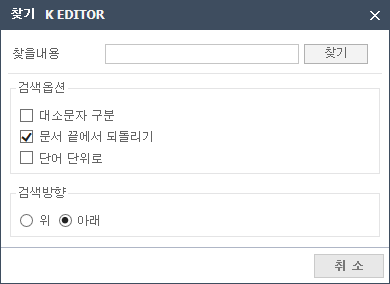 찾기 K EDITOR
찾을내용 찾기
검색옵션
대소문자 구분
문서 끝에서 되돌리기
단어 단위로
검색방향
위 아래
취 소